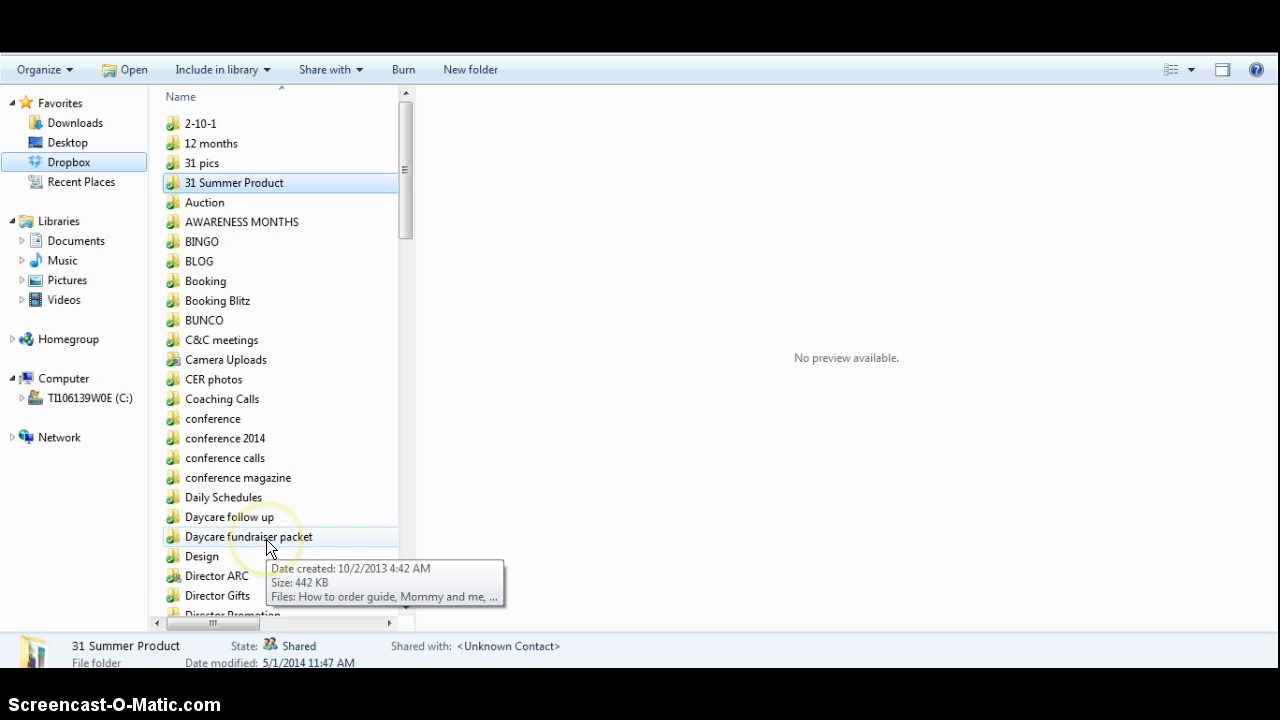 Organize Open Include in library Share with Burn New folder
Favorites
Downloads
Desktop
Dropbox
Recent Places
Libraries
Documents
Music
Pictures
Videos
Homegroup
Computer
TI106139W0E (C:)
Network
Name
2-10-1
12 months
31 pics
31 Summer Product
Auction
AWARENESS MONTHS
BINGO
BLOG
Booking
Booking Blitz
BUNCO
C&C meetings
Camera Uploads
CER photos
Coaching Calls
conference
conference 2014
conference calls
conference magazine
Daily Schedules
Daycare follow up
Daycare fundraiser packet
Design
Director ARC
Director Gifts
Director Promotion
Date created: 10/2/2013 4:42 AM
Size: 442 KB
Files: How to order guide, Mommy and me, ...
No preview available.
31 Summer Product State: Shared Shared with: <Unknown Contact>
File folder Date modified: 5/1/2014 11:47 AM
Screencast-O-Matic.com